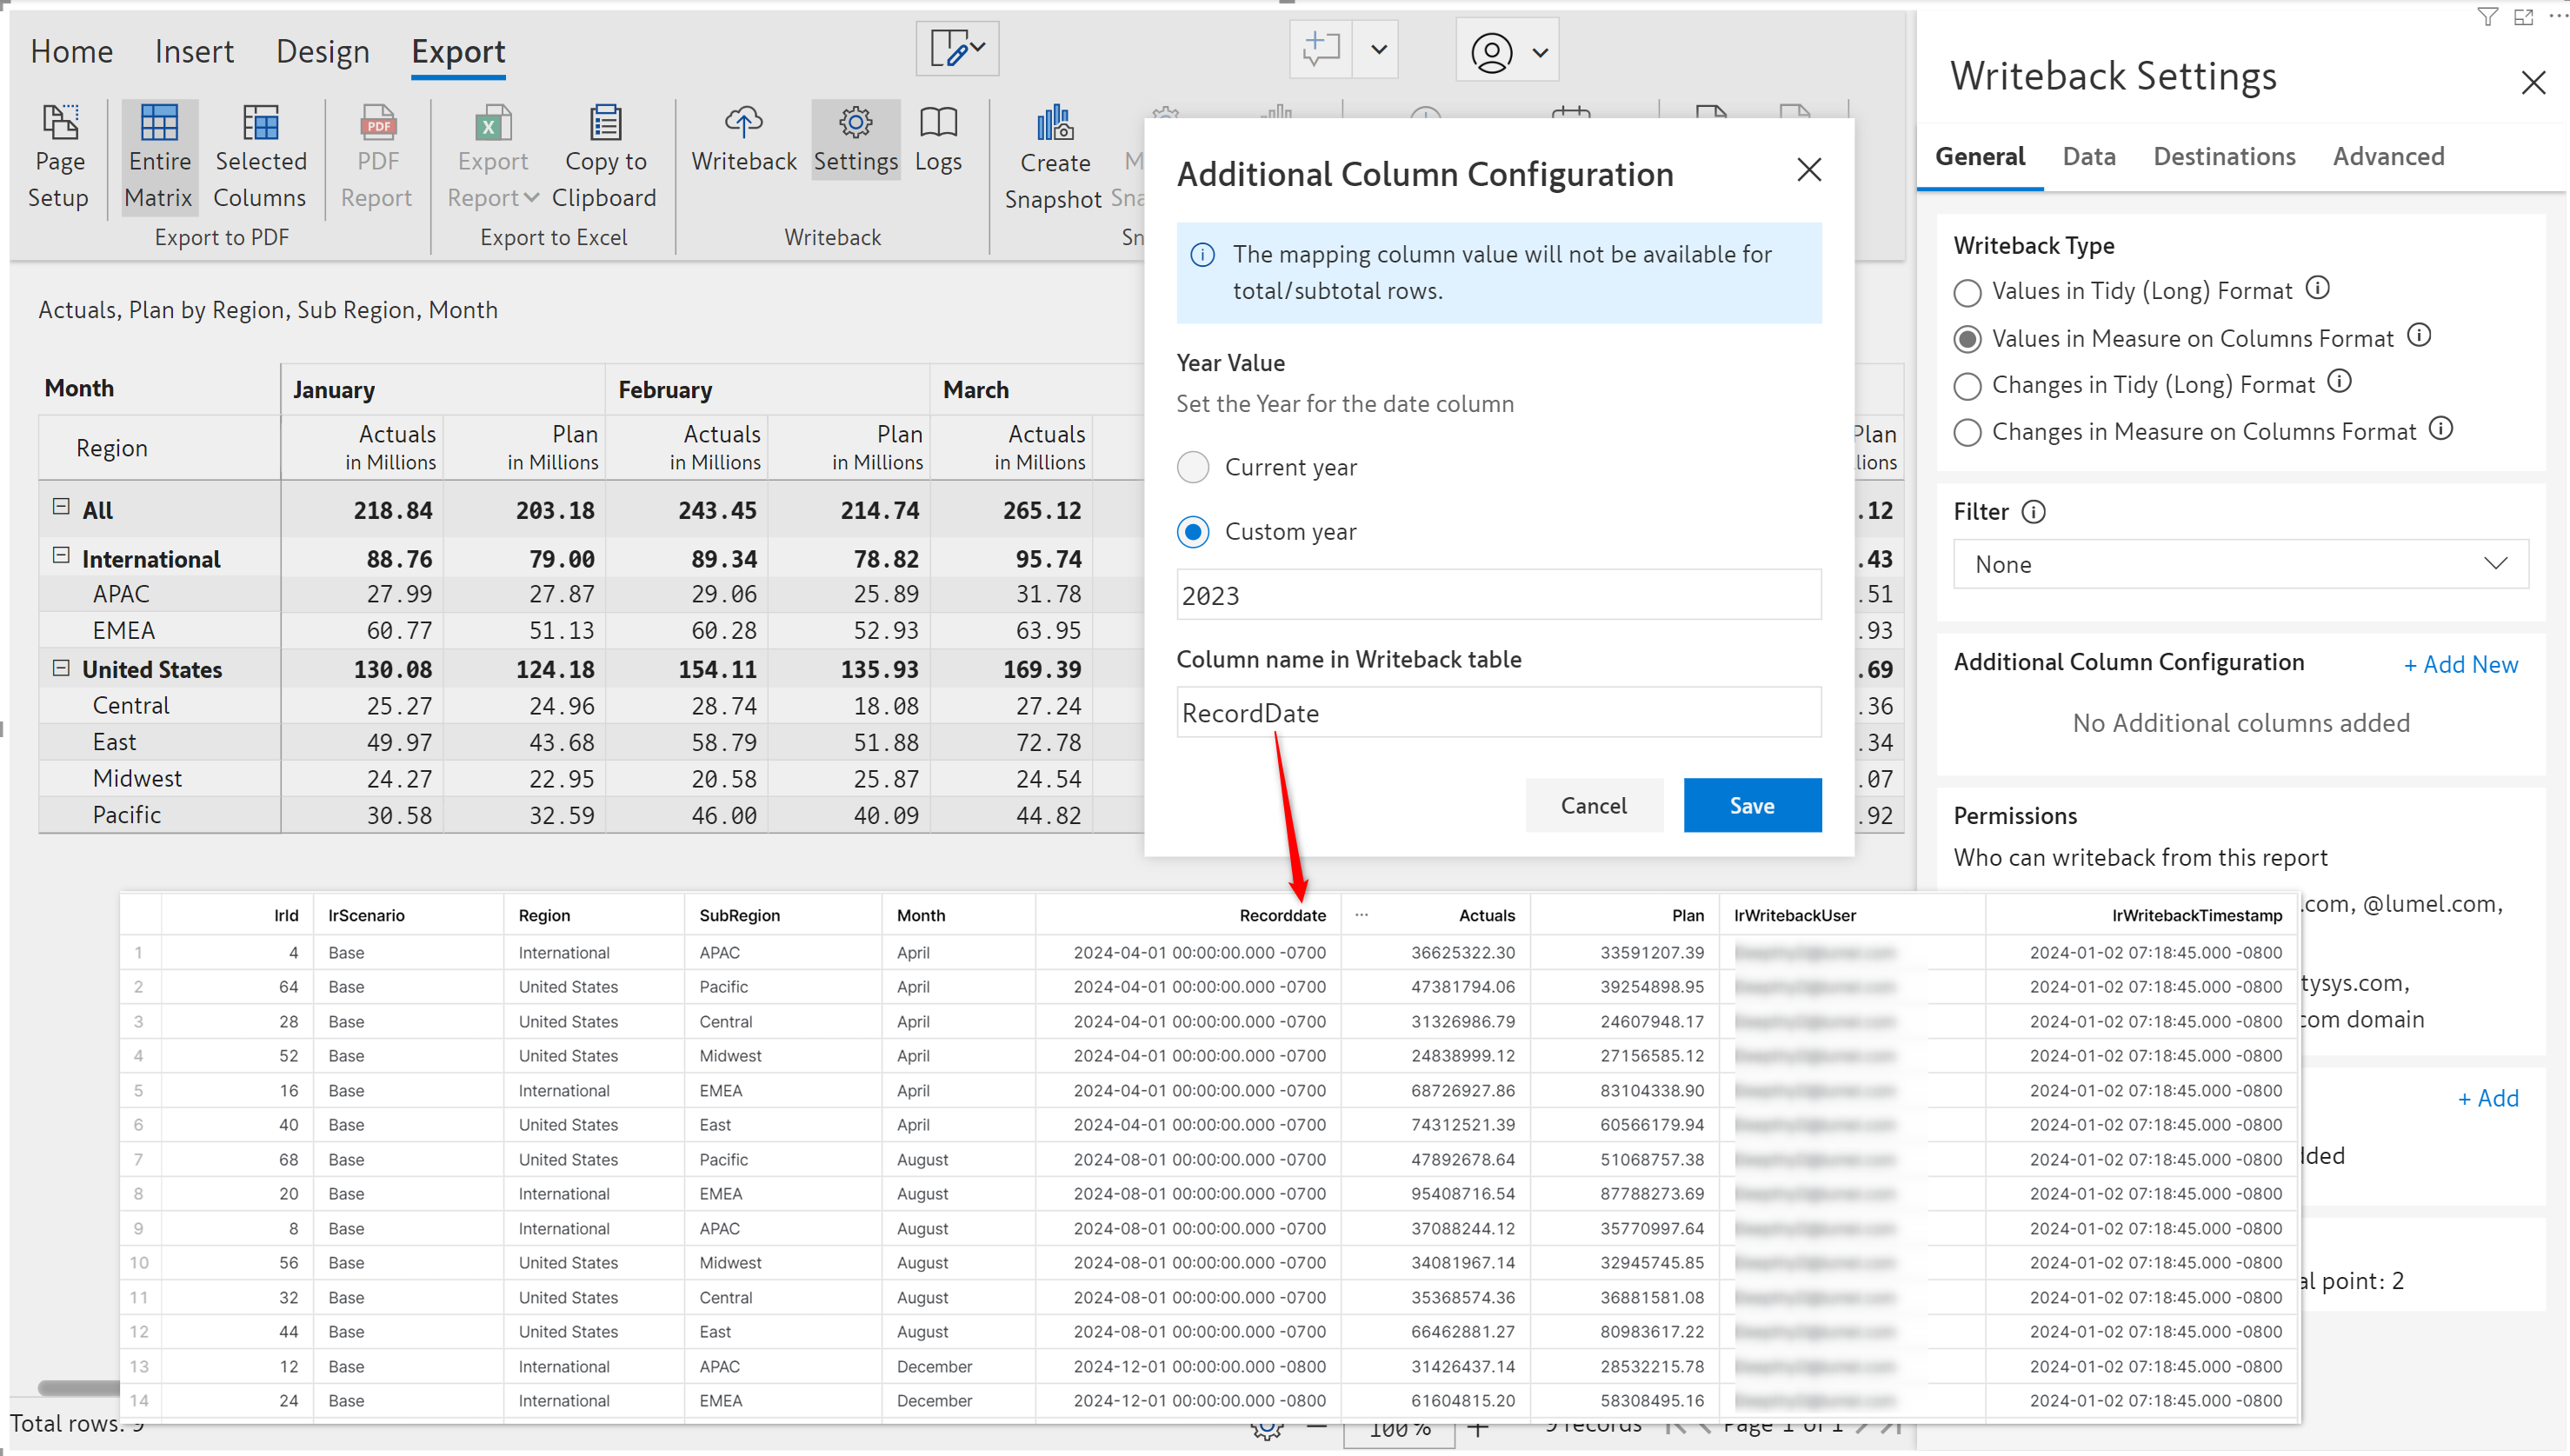 Home Insert Design Export
Page Setup
Entire Matrix
Selected Columns
Export to PDF
PDF Report
Export Report
Copy to Clipboard
Export to Excel
Writeback
Settings
Logs
Writeback
Create Snapshot
M
Sna
Sn
Actuals, Plan by Region, Sub Region, Month
Month January February March
Region Actuals in Millions Plan in Millions Actuals in Millions Plan in Millions Actuals in Millions Plan lions
All 218.84 203.18 243.45 214.74 265.12 .12
International 88.76 79.00 89.34 78.82 95.74 .43
APAC 27.99 27.87 29.06 25.89 31.78 .51
EMEA 60.77 51.13 60.28 52.93 63.95 .93
United States 130.08 124.18 154.11 135.93 169.39 .69
Central 25.27 24.96 28.74 18.08 27.24 .36
East 49.97 43.68 58.79 51.88 72.78 .34
Midwest 24.27 22.95 20.58 25.87 24.54 .07
Pacific 30.58 32.59 46.00 40.09 44.82 .92
Additional Column Configuration
The mapping column value will not be available for
total/subtotal rows.
Year Value
Set the Year for the date column
Current year
Custom year
2023
Column name in Writeback table
RecordDate
Cancel Save
Writeback Settings
General Data Destinations Advanced
Writeback Type
Values in Tidy (Long) Format
Values in Measure on Columns Format
Changes in Tidy (Long) Format
Changes in Measure on Columns Format
Filter
None
Additional Column Configuration + Add New
No Additional columns added
Permissions
Who can writeback from this report
.com, @lumel.com,
tysys.com,
com domain
+ Add
dded
al point: 2
IrId IrScenario Region SubRegion Month Recorddate ... Actuals Plan IrWritebackUser IrWritebackTimestamp
1 4 Base International APAC April 2024-04-01 00:00:00.000 -0700 36625322.30 33591207.39 2024-01-02 07:18:45.000 -0800
2 64 Base United States Pacific April 2024-04-01 00:00:00.000 -0700 47381794.06 39254898.95 2024-01-02 07:18:45.000 -0800
3 28 Base United States Central April 2024-04-01 00:00:00.000 -0700 31326986.79 24607948.17 2024-01-02 07:18:45.000 -0800
4 52 Base United States Midwest April 2024-04-01 00:00:00.000 -0700 24838999.12 27156585.12 2024-01-02 07:18:45.000 -0800
5 16 Base International EMEA April 2024-04-01 00:00:00.000 -0700 68726927.86 83104338.90 2024-01-02 07:18:45.000 -0800
6 40 Base United States East April 2024-04-01 00:00:00.000 -0700 74312521.39 60566179.94 2024-01-02 07:18:45.000 -0800
7 68 Base United States Pacific August 2024-08-01 00:00:00.000 -0700 47892678.64 51068757.38 2024-01-02 07:18:45.000 -0800
8 20 Base International EMEA August 2024-08-01 00:00:00.000 -0700 95408716.54 87788273.69 2024-01-02 07:18:45.000 -0800
9 8 Base International APAC August 2024-08-01 00:00:00.000 -0700 37088244.12 35770997.64 2024-01-02 07:18:45.000 -0800
10 56 Base United States Midwest August 2024-08-01 00:00:00.000 -0700 34081967.14 32945745.85 2024-01-02 07:18:45.000 -0800
11 32 Base United States Central August 2024-08-01 00:00:00.000 -0700 35368574.36 36881581.08 2024-01-02 07:18:45.000 -0800
12 44 Base United States East August 2024-08-01 00:00:00.000 -0700 66462881.27 80983617.22 2024-01-02 07:18:45.000 -0800
13 12 Base International APAC December 2024-12-01 00:00:00.000 -0800 31426437.14 28532215.78 2024-01-02 07:18:45.000 -0800
14 24 Base International EMEA December 2024-12-01 00:00:00.000 -0800 61604815.20 58308495.16 2024-01-02 07:18:45.000 -0800
Total rows: 9 100 % 9 records Page 1 of 1